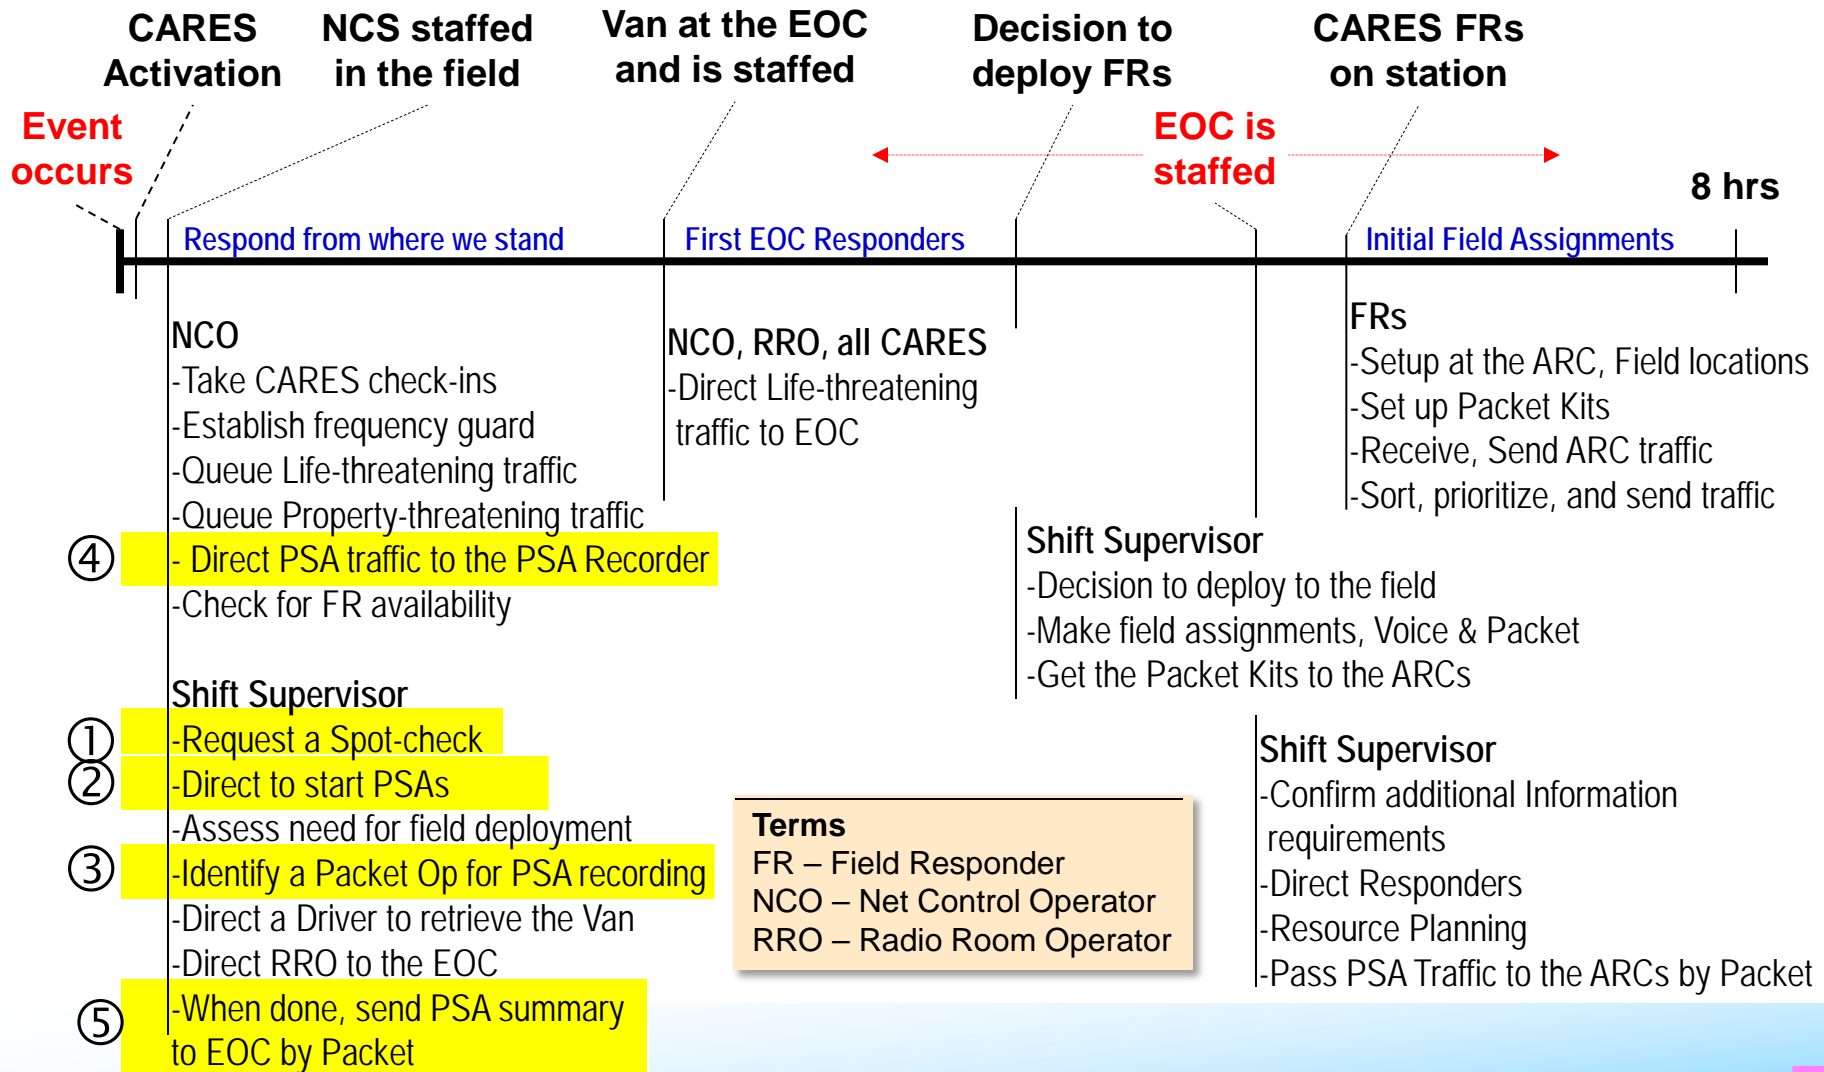 CARES
Activation
NCS staffed
in the field
Van at the EOC
and is staffed
Decision to
deploy FRs
CARES FRs
on station
Event
occurs
EOC is
staffed
8 hrs
Respond from where we stand
First EOC Responders
Initial Field Assignments
NCO
-Take CARES check-ins
-Establish frequency guard
-Queue Life-threatening traffic
-Queue Property-threatening traffic
④ - Direct PSA traffic to the PSA Recorder
-Check for FR availability
Shift Supervisor
① -Request a Spot-check
② -Direct to start PSAs
-Assess need for field deployment
③ -Identify a Packet Op for PSA recording
-Direct a Driver to retrieve the Van
-Direct RRO to the EOC
⑤ -When done, send PSA summary
to EOC by Packet
NCO, RRO, all CARES
-Direct Life-threatening
traffic to EOC
Shift Supervisor
-Decision to deploy to the field
-Make field assignments, Voice & Packet
-Get the Packet Kits to the ARCs
FRs
-Setup at the ARC, Field locations
-Set up Packet Kits
-Receive, Send ARC traffic
-Sort, prioritize, and send traffic
Shift Supervisor
-Confirm additional Information
requirements
-Direct Responders
-Resource Planning
-Pass PSA Traffic to the ARCs by Packet
Terms
FR – Field Responder
NCO – Net Control Operator
RRO – Radio Room Operator